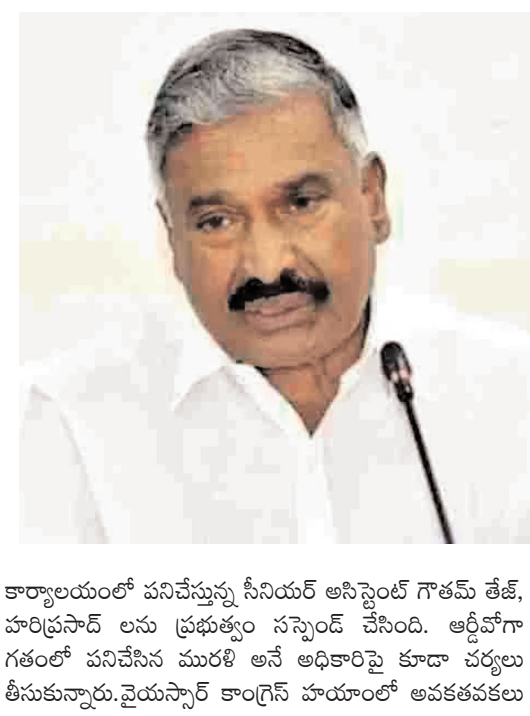 కార్యాలయంలో పనిచేస్తున్న సీనియర్ అసిస్టెంట్ గౌతమ్ తేజ్,
హరిప్రసాద్ లను ప్రభుత్వం సస్పెండ్ చేసింది. ఆర్డీవోగా
గతంలో పనిచేసిన మురళి అనే అధికారిపై కూడా చర్యలు
తీసుకున్నారు.వైయస్సార్ కాంగ్రెస్ హయాంలో అవకతవకలు